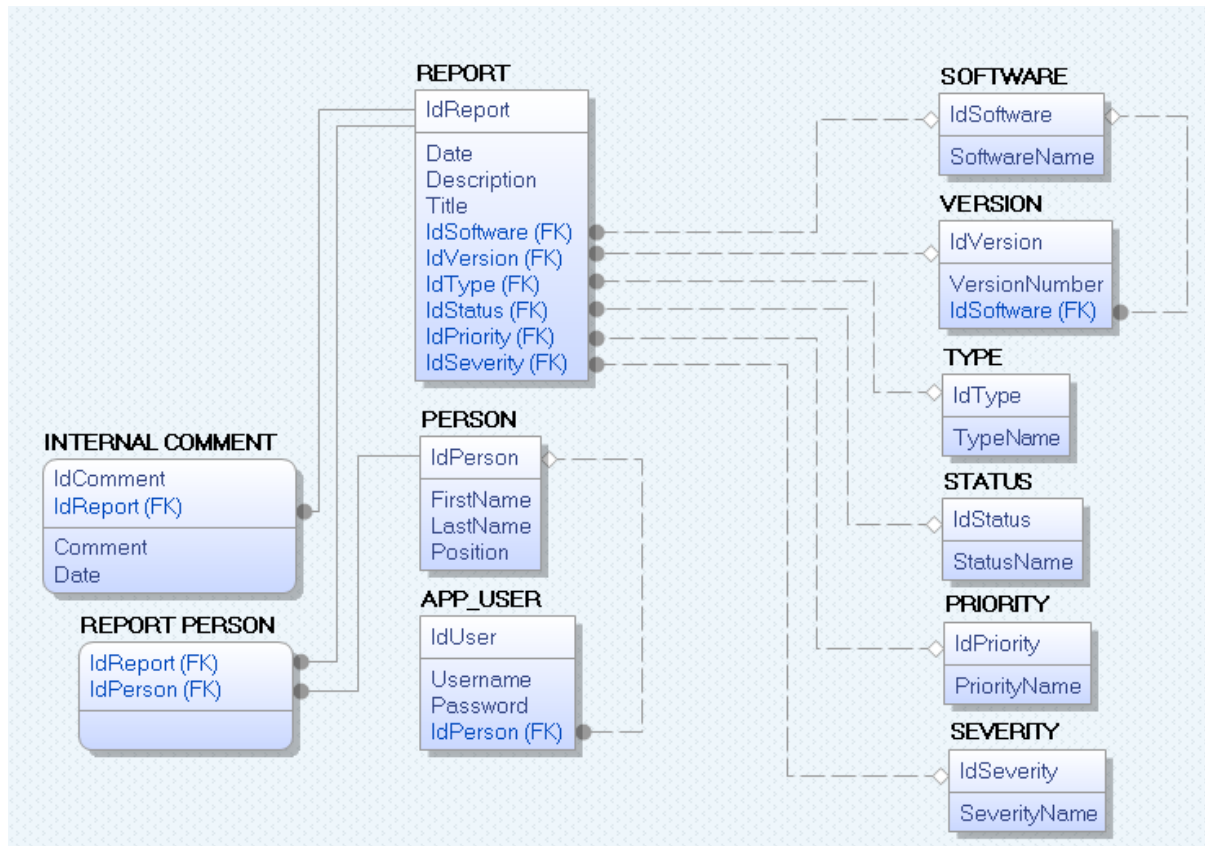 REPORT
IdReport
Date
Description
Title
IdSoftware (FK)
IdVersion (FK)
IdType (FK)
IdStatus (FK)
IdPriority (FK)
IdSeverity (FK)
SOFTWARE
IdSoftware
SoftwareName
VERSION
IdVersion
VersionNumber
IdSoftware (FK)
TYPE
IdType
TypeName
INTERNAL COMMENT
IdComment
IdReport (FK)
Comment
Date
PERSON
IdPerson
FirstName
LastName
Position
STATUS
IdStatus
StatusName
REPORT PERSON
IdReport (FK)
IdPerson (FK)
APP_USER
IdUser
Username
Password
IdPerson (FK)
PRIORITY
IdPriority
PriorityName
SEVERITY
IdSeverity
SeverityName